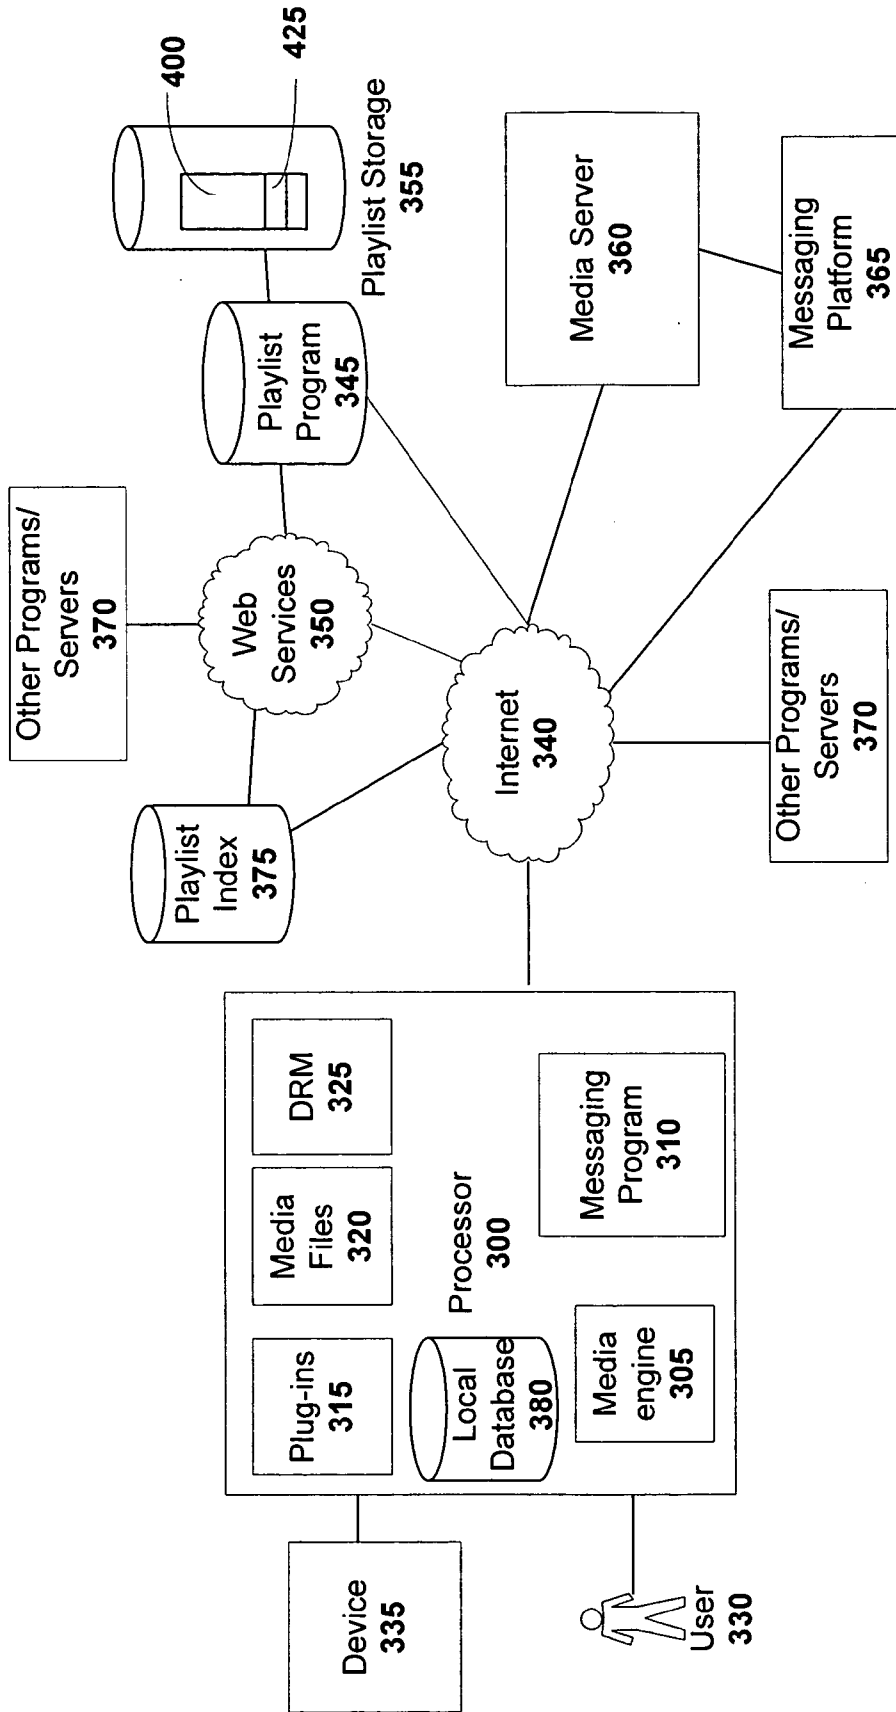 Device
335
User
330
Plug-ins
315
Media
Files
320
DRM
325
Local
Database
380
Processor
300
Media
engine
305
Messaging
Program
310
Playlist
Index
375
Other Programs/
Servers
370
Web
Services
350
Internet
340
Playlist
Program
345
400
425
Playlist Storage
355
Media Server
360
Messaging
Platform
365
Other Programs/
Servers
370